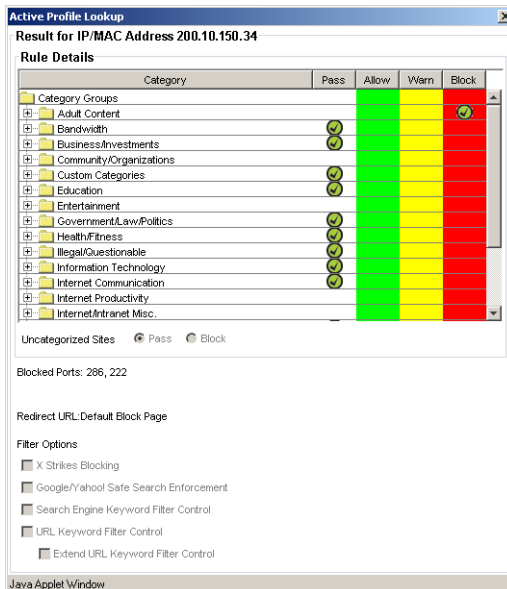 Active Profile Lookup
Result for IP/MAC Address 200.10.150.34
Rule Details
Category Pass Allow Warn Block
Category Groups
Adult Content
Bandwidth
Business/Investments
Community/Organizations
Custom Categories
Education
Entertainment
Government/Law/Politics
Health/Fitness
Illegal/Questionable
Information Technology
Internet Communication
Internet Productivity
Internet/Intranet Misc.
Uncategorized Sites Pass Block
Blocked Ports: 286, 222
Redirect URL:Default Block Page
Filter Options
X Strikes Blocking
Google/Yahoo! Safe Search Enforcement
Search Engine Keyword Filter Control
URL Keyword Filter Control
Extend URL Keyword Filter Control
Java Applet Window